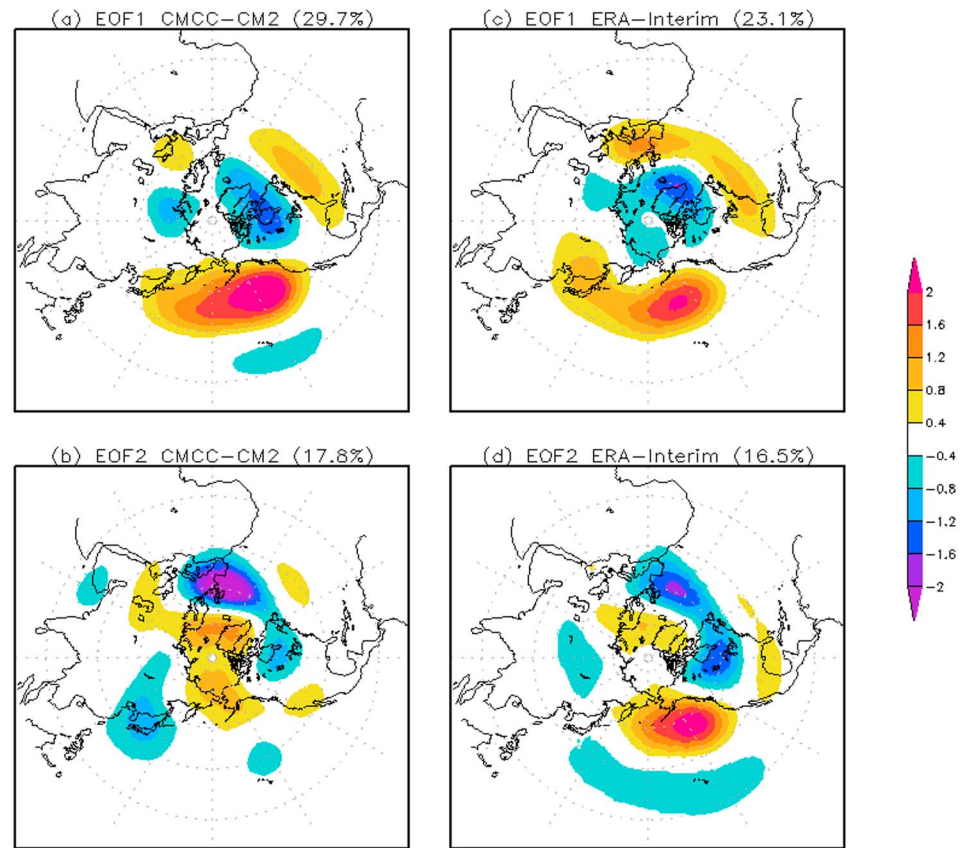 (a) EOF1 CMCC-CM2 (29.7%)
(c) EOF1 ERA-Interim (23.1%)
(b) EOF2 CMCC-CM2 (17.8%)
(d) EOF2 ERA-Interim (16.5%)
2
1.6
1.2
0.8
0.4
-0.4
-0.8
-1.2
-1.6
-2